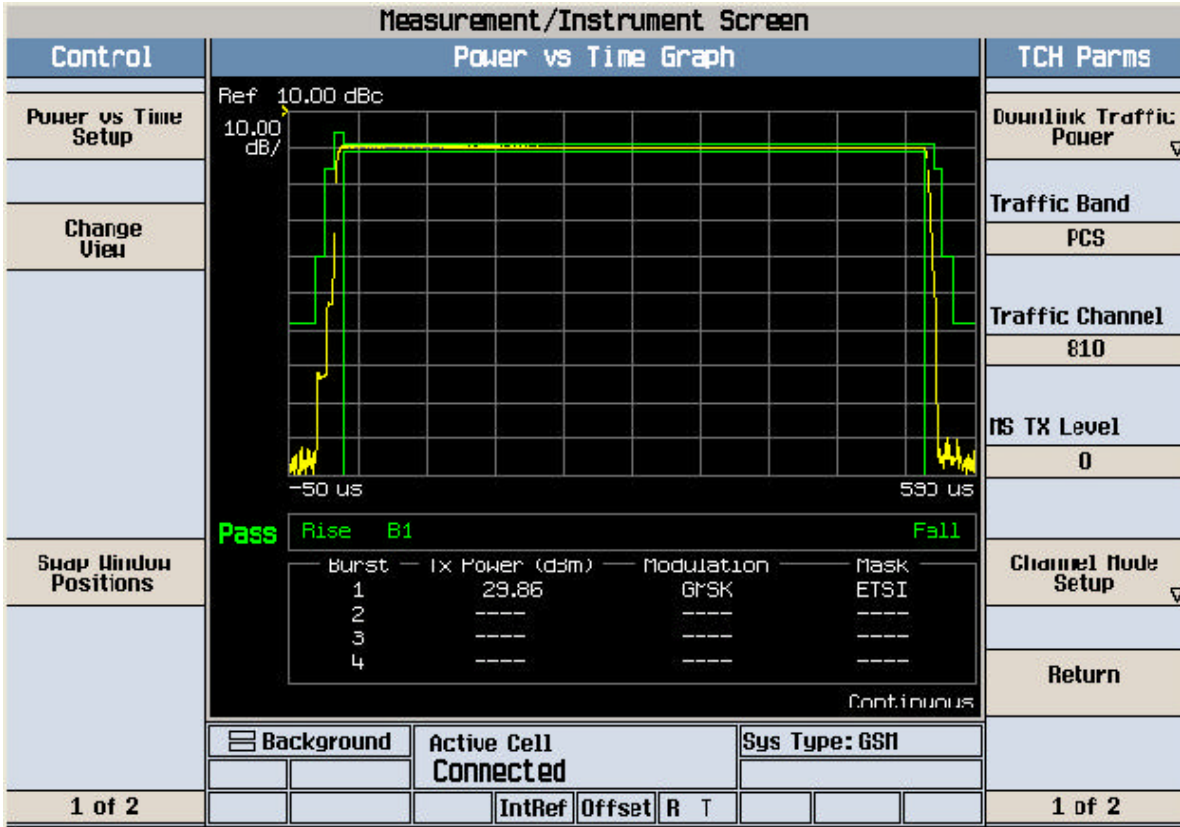 Measurement/Instrument Screen
Control
Power vs Time Graph
TCH Parms
Power vs Time
Setup
Change
View
Swap Window
Positions
1 of 2
Ref 10.00 dBc
10.00
dB/
-50 us
590 us
Pass
Rise B1
Fall
Burst Tx Power (dBm) Modulation Mask
1 29.86 GMSK ETSI
2 ---- ---- ----
3 ---- ---- ----
4 ---- ---- ----
Continuous
Background
Active Cell
Connected
Sys Type: GSM
IntRef
Offset
R T
Downlink Traffic
Power
Traffic Band
PCS
Traffic Channel
810
MS TX Level
0
Channel Mode
Setup
Return
1 of 2